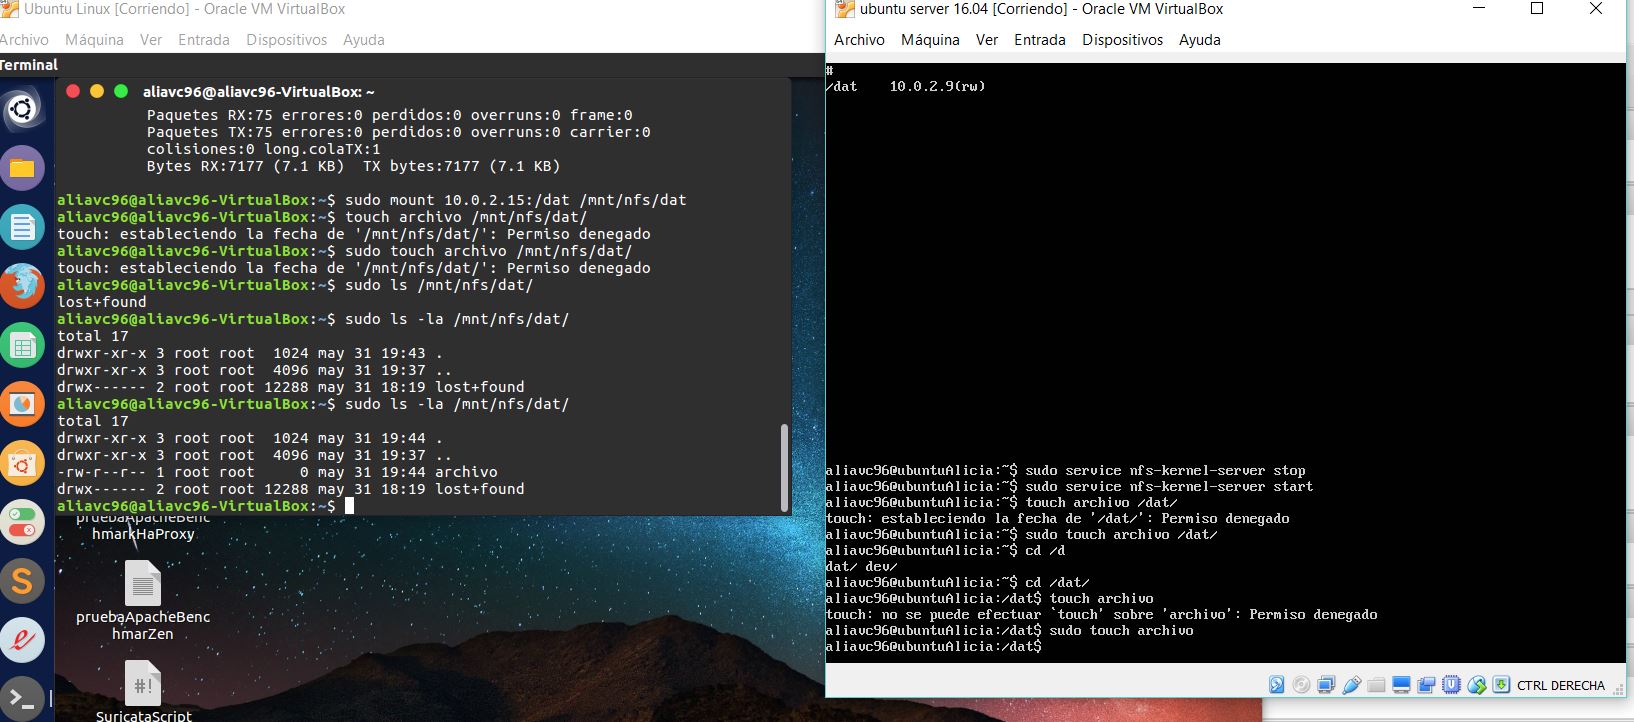 Ubuntu Linux [Corriendo] - Oracle VM VirtualBox
Archivo Máquina Ver Entrada Dispositivos Ayuda
Terminal
aliavc96@aliavc96-VirtualBox: ~
Paquetes RX:75 errores:0 perdidos:0 overruns:0 frame:0
Paquetes TX:75 errores:0 perdidos:0 overruns:0 carrier:0
colisiones:0 long.colaTX:1
Bytes RX:7177 (7.1 KB)  TX bytes:7177 (7.1 KB)
aliavc96@aliavc96-VirtualBox:~$ sudo mount 10.0.2.15:/dat /mnt/nfs/dat
aliavc96@aliavc96-VirtualBox:~$ touch archivo /mnt/nfs/dat/
touch: estableciendo la fecha de '/mnt/nfs/dat/': Permiso denegado
aliavc96@aliavc96-VirtualBox:~$ sudo touch archivo /mnt/nfs/dat/
touch: estableciendo la fecha de '/mnt/nfs/dat/': Permiso denegado
aliavc96@aliavc96-VirtualBox:~$ sudo ls /mnt/nfs/dat/
lost+found
aliavc96@aliavc96-VirtualBox:~$ sudo ls -la /mnt/nfs/dat/
total 17
drwxr-xr-x 3 root root  1024 may 31 19:43 .
drwxr-xr-x 3 root root  4096 may 31 19:37 ..
drwx------ 2 root root 12288 may 31 18:19 lost+found
aliavc96@aliavc96-VirtualBox:~$ sudo ls -la /mnt/nfs/dat/
total 17
drwxr-xr-x 3 root root  1024 may 31 19:44 .
drwxr-xr-x 3 root root  4096 may 31 19:37 ..
-rw-r--r-- 1 root root     0 may 31 19:44 archivo
drwx------ 2 root root 12288 may 31 18:19 lost+found
aliavc96@aliavc96-VirtualBox:~$
pruebaApacheBenc
hmarkHaProxy
pruebaApacheBenc
hmarZen
#!
SuricataScript
ubuntu server 16.04 [Corriendo] - Oracle VM VirtualBox
Archivo Máquina Ver Entrada Dispositivos Ayuda
#
/dat    10.0.2.9(rw)
aliavc96@ubuntuAlicia:~$ sudo service nfs-kernel-server stop
aliavc96@ubuntuAlicia:~$ sudo service nfs-kernel-server start
aliavc96@ubuntuAlicia:~$ touch archivo /dat/
touch: estableciendo la fecha de '/dat/': Permiso denegado
aliavc96@ubuntuAlicia:~$ sudo touch archivo /dat/
aliavc96@ubuntuAlicia:~$ cd /d
dat/ dev/
aliavc96@ubuntuAlicia:~$ cd /dat/
aliavc96@ubuntuAlicia:/dat$ touch archivo
touch: no se puede efectuar `touch' sobre 'archivo': Permiso denegado
aliavc96@ubuntuAlicia:/dat$ sudo touch archivo
aliavc96@ubuntuAlicia:/dat$
CTRL DERECHA